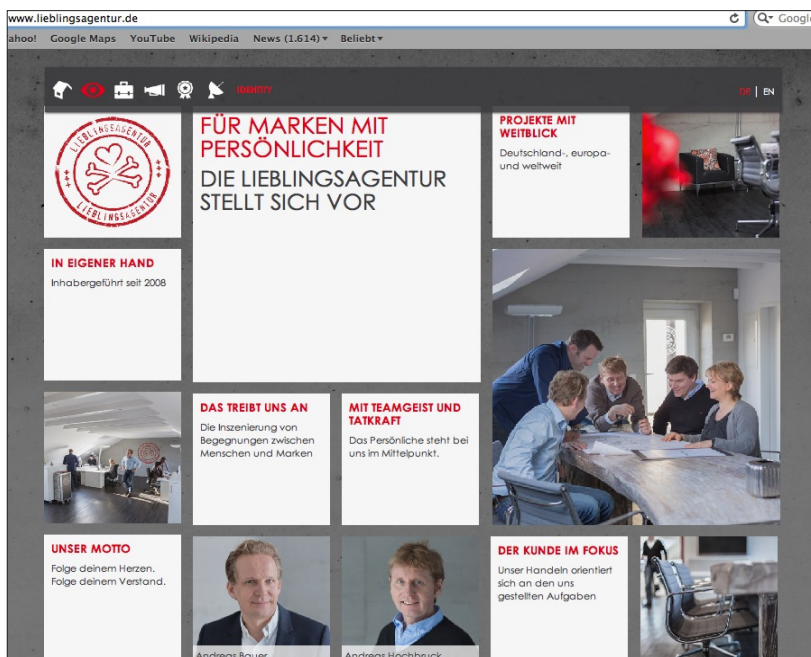 www.lieblingsagentur.de
Google
ahoo! Google Maps YouTube Wikipedia News (1.614) Beliebt
IDENTITY
DE | EN
LIEBLINGSAGENTUR
LIEBLINGSAGENTUR
FÜR MARKEN MIT
PERSÖNLICHKEIT
DIE LIEBLINGSAGENTUR
STELLT SICH VOR
PROJEKTE MIT
WEITBLICK
Deutschland-, europa-
und weltweit
IN EIGENER HAND
Inhabergeführt seit 2008
DAS TREIBT UNS AN
Die Inszenierung von
Begegnungen zwischen
Menschen und Marken
MIT TEAMGEIST UND
TATKRAFT
Das Persönliche steht bei
uns im Mittelpunkt.
UNSER MOTTO
Folge deinem Herzen.
Folge deinem Verstand.
Andreas Bauer
Andreas Hochbruck
DER KUNDE IM FOKUS
Unser Handeln orientiert
sich an den uns
gestellten Aufgaben